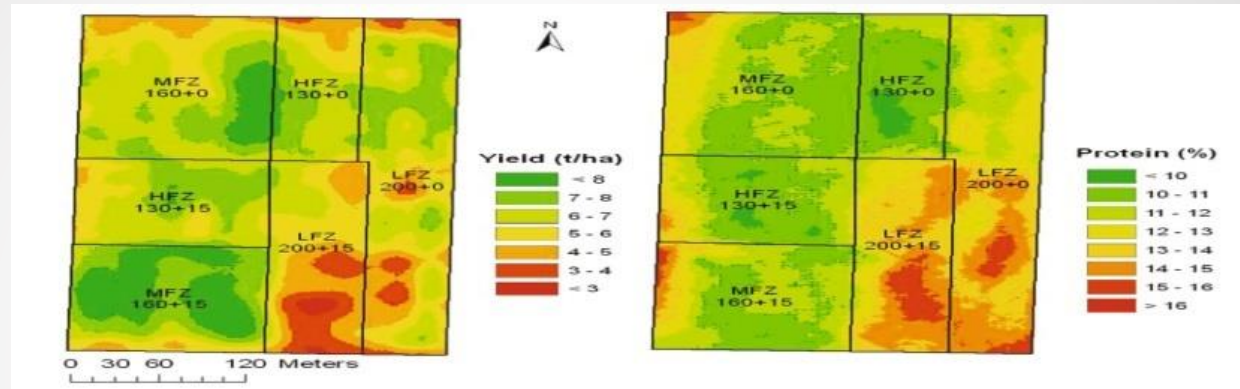 N
MFZ
160+0
HFZ
130+0
HFZ
130+15
LFZ
200+0
LFZ
200+15
MFZ
160+15
0 30 60 120 Meters
Yield (t/ha)
< 8
7 - 8
6 - 7
5 - 6
4 - 5
3 - 4
< 3
MFZ
160+0
HFZ
130+0
HFZ
130+15
LFZ
200+0
LFZ
200+15
MFZ
160+15
Protein (%)
< 10
10 - 11
11 - 12
12 - 13
13 - 14
14 - 15
15 - 16
> 16